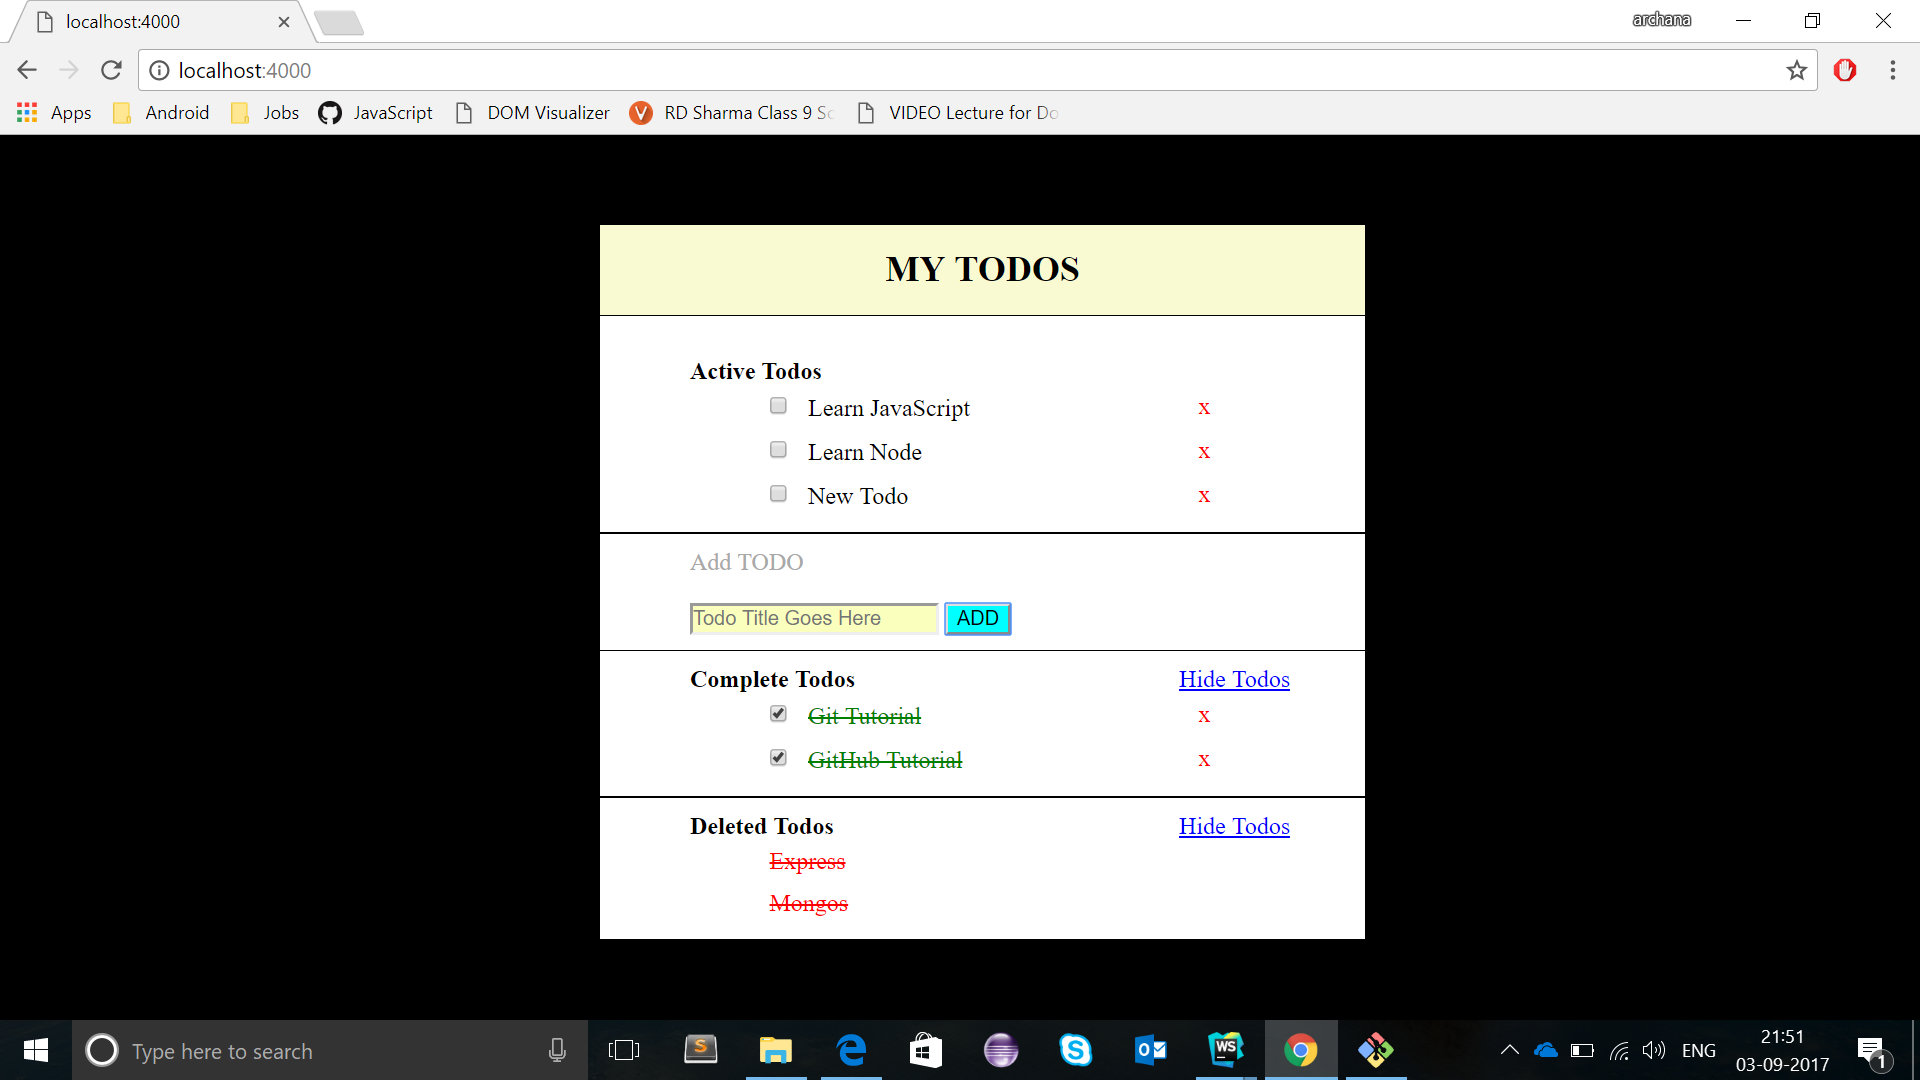 localhost:4000
archana
localhost:4000
Apps Android Jobs JavaScript DOM Visualizer RD Sharma Class 9 Sc VIDEO Lecture for Do
MY TODOS
Active Todos
Learn JavaScript x
Learn Node x
New Todo x
Add TODO
Todo Title Goes Here ADD
Complete Todos Hide Todos
Git Tutorial x
GitHub Tutorial x
Deleted Todos Hide Todos
Express
Mongos
Type here to search
S
S
o
WS
ENG
21:51
03-09-2017
1